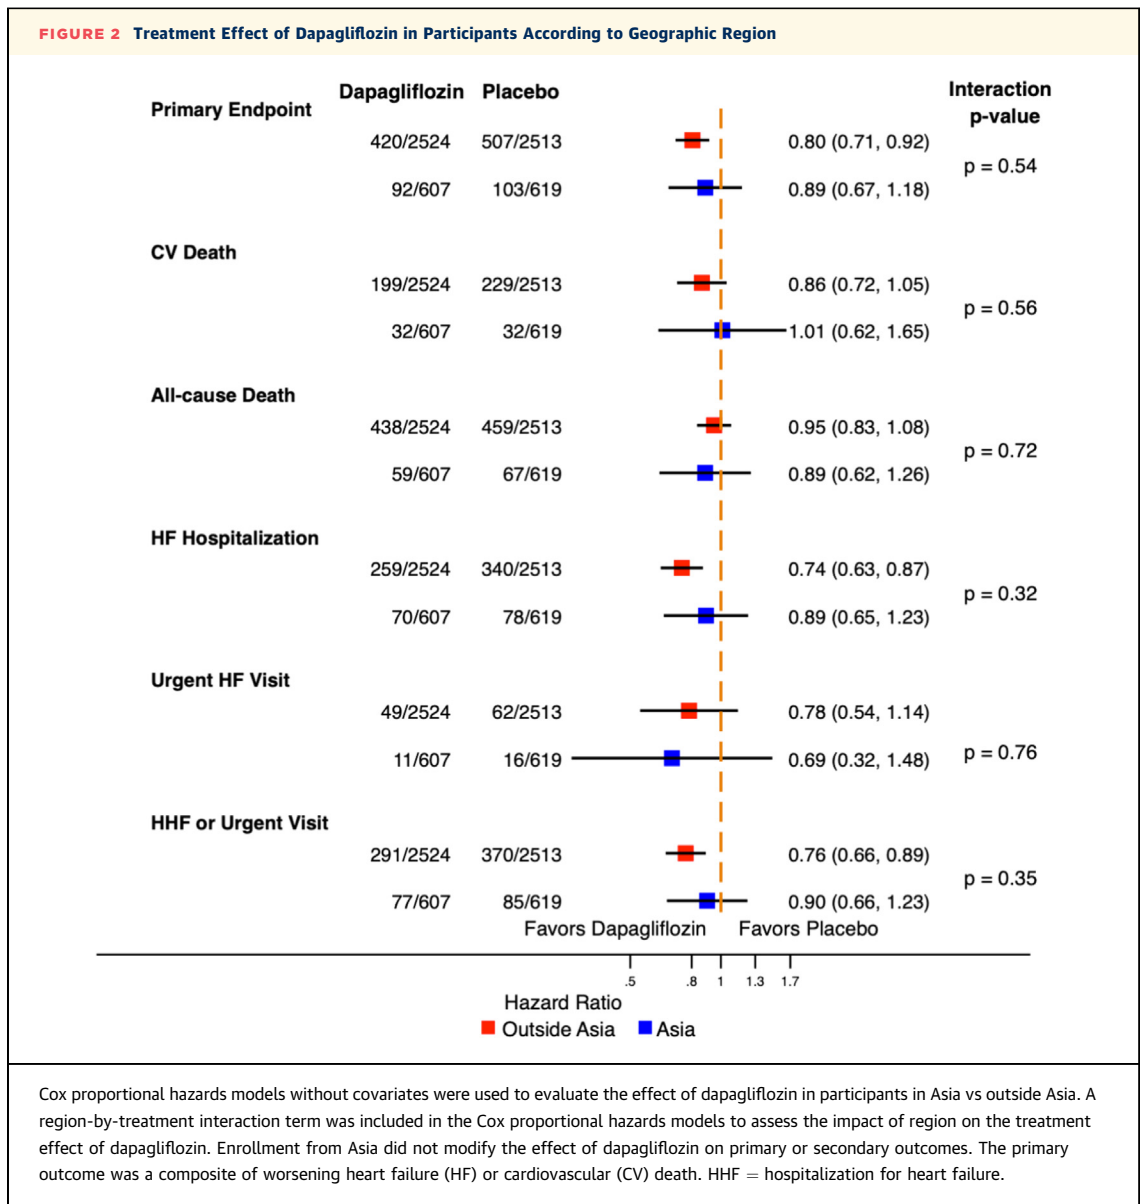 FIGURE 2 Treatment Effect of Dapagliflozin in Participants According to Geographic Region
Dapagliflozin Placebo Interaction
p-value
Primary Endpoint
420/2524 507/2513 0.80 (0.71, 0.92)
p = 0.54
92/607 103/619 0.89 (0.67, 1.18)
CV Death
199/2524 229/2513 0.86 (0.72, 1.05)
p = 0.56
32/607 32/619 1.01 (0.62, 1.65)
All-cause Death
438/2524 459/2513 0.95 (0.83, 1.08)
p = 0.72
59/607 67/619 0.89 (0.62, 1.26)
HF Hospitalization
259/2524 340/2513 0.74 (0.63, 0.87)
p = 0.32
70/607 78/619 0.89 (0.65, 1.23)
Urgent HF Visit
49/2524 62/2513 0.78 (0.54, 1.14)
11/607 16/619 0.69 (0.32, 1.48) p = 0.76
HHF or Urgent Visit
291/2524 370/2513 0.76 (0.66, 0.89)
p = 0.35
77/607 85/619 0.90 (0.66, 1.23)
Favors Dapagliflozin Favors Placebo
.5 .8 1 1.3 1.7
Hazard Ratio
Outside Asia Asia
Cox proportional hazards models without covariates were used to evaluate the effect of dapagliflozin in participants in Asia vs outside Asia. A
region-by-treatment interaction term was included in the Cox proportional hazards models to assess the impact of region on the treatment
effect of dapagliflozin. Enrollment from Asia did not modify the effect of dapagliflozin on primary or secondary outcomes. The primary
outcome was a composite of worsening heart failure (HF) or cardiovascular (CV) death. HHF = hospitalization for heart failure.